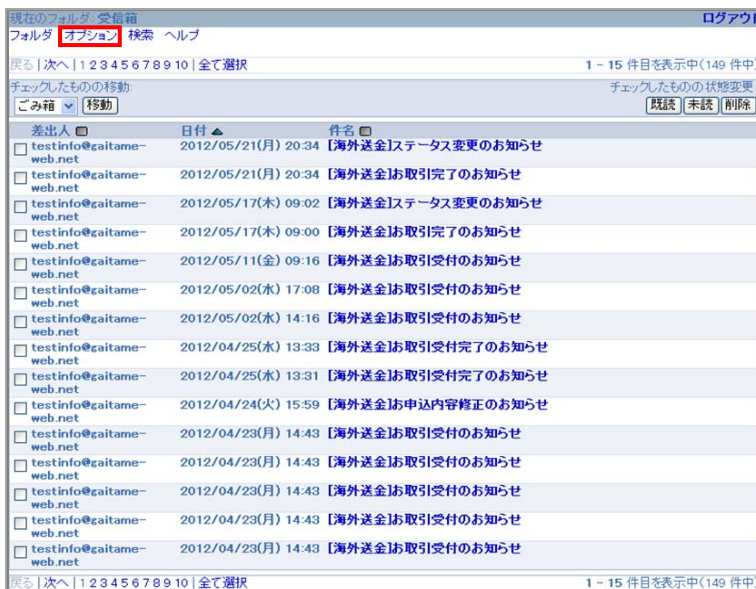 現在のフォルダ: 受信箱 ログアウト
フォルダ オプション 検索 ヘルプ
戻る | 次へ | 1 2 3 4 5 6 7 8 9 10 | 全て選択 1 - 15 件目を表示中(149 件中)
チェックしたものの移動: チェックしたものの状態変更
ごみ箱 移動 既読 未読 削除
差出人 日付 件名
testinfo@gaitame-web.net 2012/05/21(月) 20:34 [海外送金]ステータス変更のお知らせ
testinfo@gaitame-web.net 2012/05/21(月) 20:34 [海外送金]お取引完了のお知らせ
testinfo@gaitame-web.net 2012/05/17(木) 09:02 [海外送金]ステータス変更のお知らせ
testinfo@gaitame-web.net 2012/05/17(木) 09:00 [海外送金]お取引完了のお知らせ
testinfo@gaitame-web.net 2012/05/11(金) 09:16 [海外送金]お取引受付のお知らせ
testinfo@gaitame-web.net 2012/05/02(水) 17:08 [海外送金]お取引受付のお知らせ
testinfo@gaitame-web.net 2012/05/02(水) 14:16 [海外送金]お取引受付のお知らせ
testinfo@gaitame-web.net 2012/04/25(水) 13:33 [海外送金]お取引受付完了のお知らせ
testinfo@gaitame-web.net 2012/04/25(水) 13:31 [海外送金]お取引受付完了のお知らせ
testinfo@gaitame-web.net 2012/04/24(火) 15:59 [海外送金]お申込内容修正のお知らせ
testinfo@gaitame-web.net 2012/04/23(月) 14:43 [海外送金]お取引受付のお知らせ
testinfo@gaitame-web.net 2012/04/23(月) 14:43 [海外送金]お取引受付のお知らせ
testinfo@gaitame-web.net 2012/04/23(月) 14:43 [海外送金]お取引受付のお知らせ
testinfo@gaitame-web.net 2012/04/23(月) 14:43 [海外送金]お取引受付のお知らせ
testinfo@gaitame-web.net 2012/04/23(月) 14:43 [海外送金]お取引受付のお知らせ
戻る | 次へ | 1 2 3 4 5 6 7 8 9 10 | 全て選択 1 - 15 件目を表示中(149 件中)